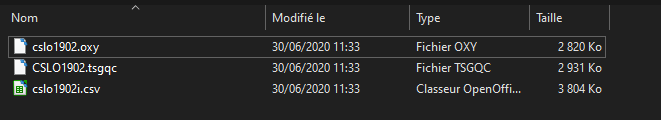 Nom Modifié le Type Taille
cslo1902.oxy 30/06/2020 11:33 Fichier OXY 2 820 Ko
CSLO1902.tsgqc 30/06/2020 11:33 Fichier TSGQC 2 931 Ko
cslo1902i.csv 30/06/2020 11:33 Classeur OpenOffi... 3 804 Ko